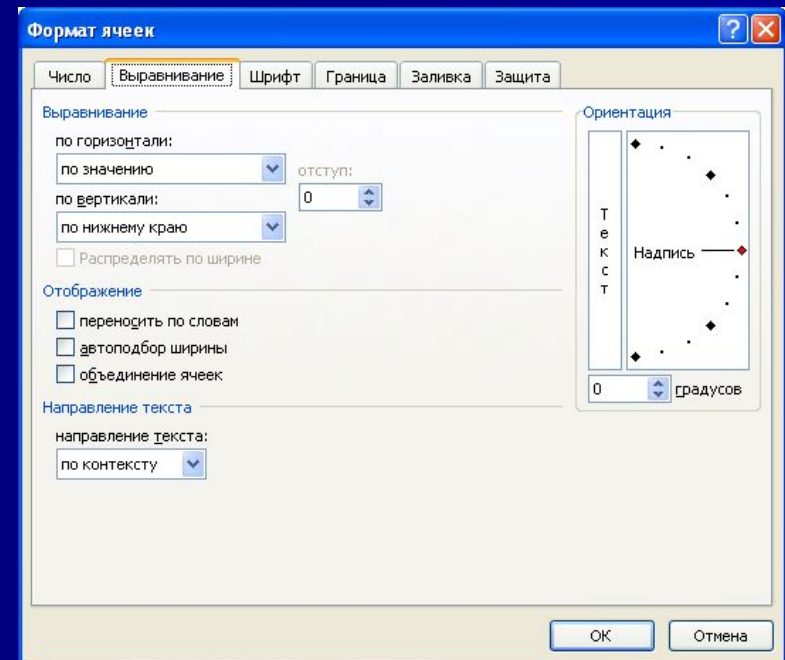 Формат ячеек
Число Выравнивание Шрифт Граница Заливка Защита
Выравнивание
по горизонтали:
по значению
отступ:
0
по вертикали:
по нижнему краю
Распределять по ширине
Отображение
переносить по словам
автоподбор ширины
объединение ячеек
Направление текста
направление текста:
по контексту
Ориентация
Текст
Надпись
0 градусов
ОК Отмена